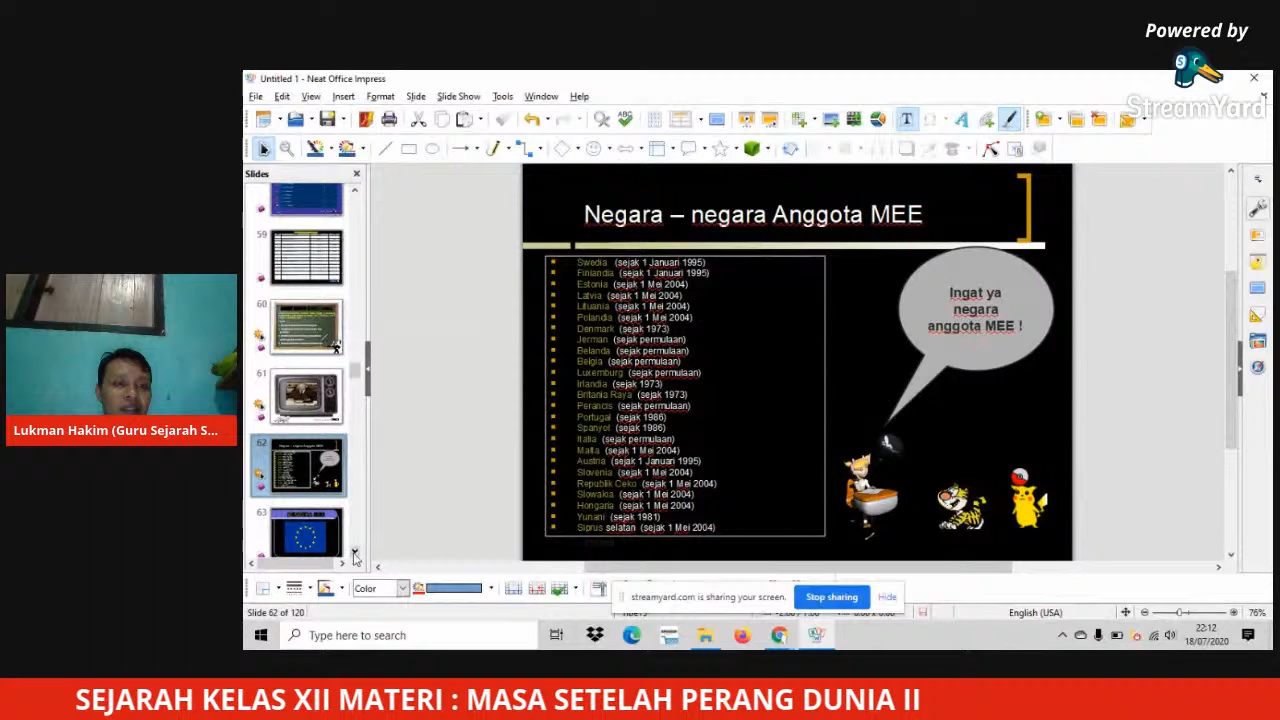 Powered by
StreamYard
Untitled 1 - Neat Office Impress
File Edit View Insert Format Slide Slide Show Tools Window Help
Slides
Negara – negara Anggota MEE
Swedia (sejak 1 Januari 1995)
Finlandia (sejak 1 Januari 1995)
Estonia (sejak 1 Mei 2004)
Latvia (sejak 1 Mei 2004)
Lituania (sejak 1 Mei 2004)
Polandia (sejak 1 Mei 2004)
Denmark (sejak 1973)
Jerman (sejak permulaan)
Belanda (sejak permulaan)
Belgia (sejak permulaan)
Luxemburg (sejak permulaan)
Irlandia (sejak 1973)
Britania Raya (sejak 1973)
Perancis (sejak permulaan)
Portugal (sejak 1986)
Spanyol (sejak 1986)
Italia (sejak permulaan)
Malta (sejak 1 Mei 2004)
Austria (sejak 1 Januari 1995)
Slovenia (sejak 1 Mei 2004)
Republik Ceko (sejak 1 Mei 2004)
Slowakia (sejak 1 Mei 2004)
Hongaria (sejak 1 Mei 2004)
Yunani (sejak 1981)
Siprus selatan (sejak 1 Mei 2004)
Ingat ya
negara
anggota MEE !
59
60
61
62
63
Lukman Hakim (Guru Sejarah S...
Color
streamyard.com is sharing your screen.
Stop sharing
Hide
Slide 62 of 120
English (USA)
76%
Type here to search
22:12
18/07/2020
SEJARAH KELAS XII MATERI : MASA SETELAH PERANG DUNIA II